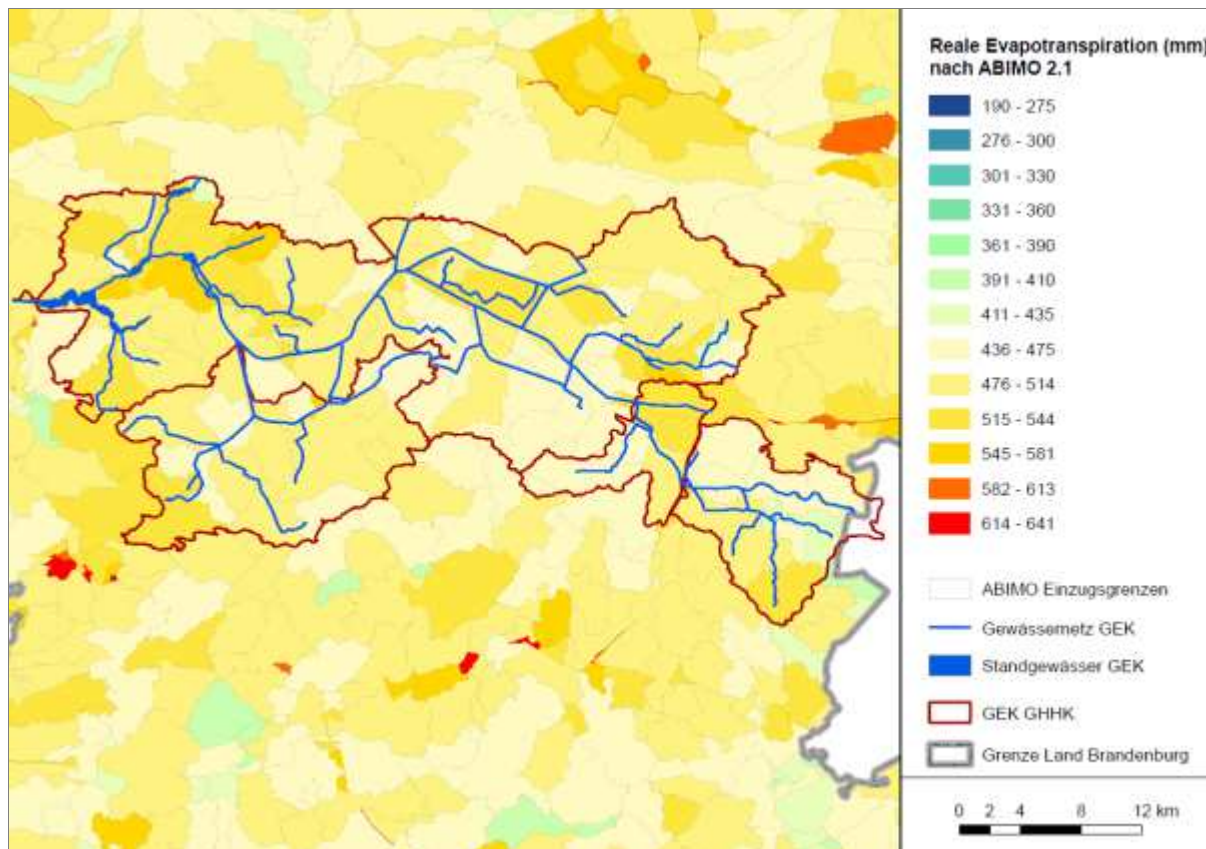 Reale Evapotranspiration (mm)
nach ABIMO 2.1
190 - 275
276 - 300
301 - 330
331 - 360
361 - 390
391 - 410
411 - 435
436 - 475
476 - 514
515 - 544
545 - 581
582 - 613
614 - 641
ABIMO Einzugsgrenzen
Gewässernetz GEK
Standgewässer GEK
GEK GHHK
Grenze Land Brandenburg
0 2 4 8 12 km